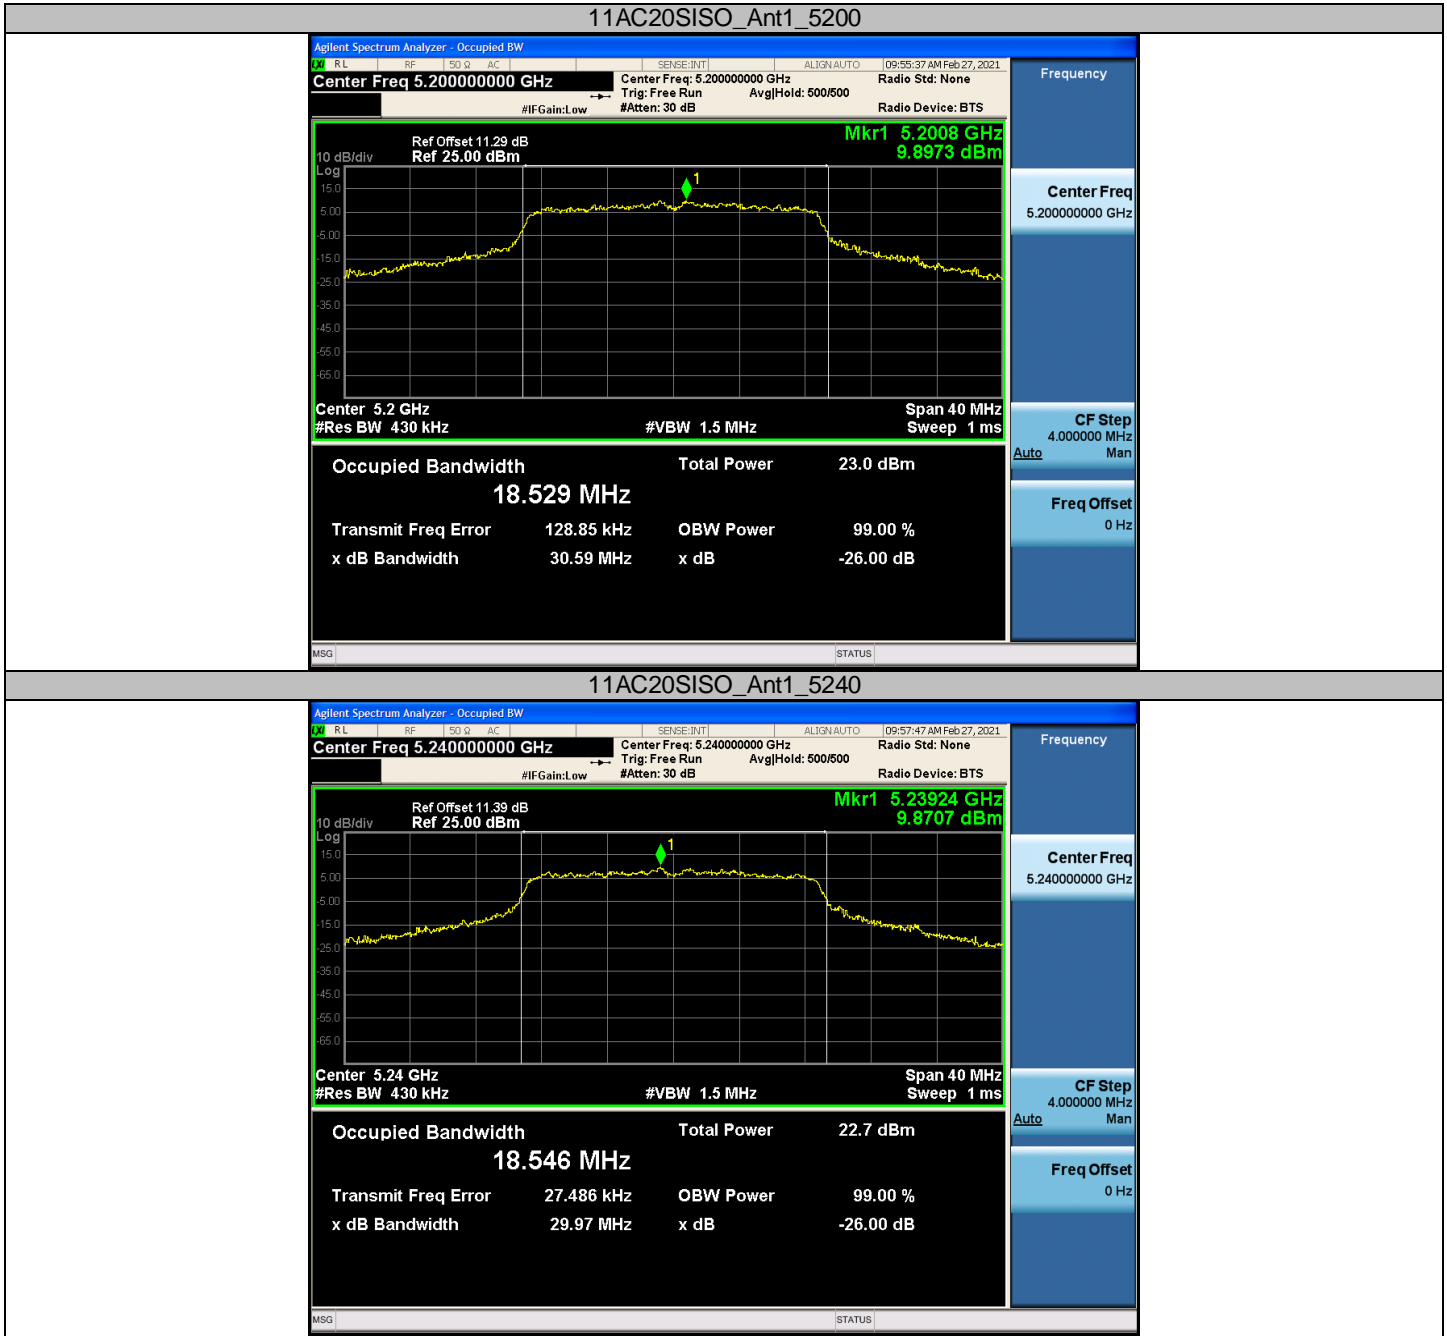 11AC20SISO_Ant1_5200
Agilent Spectrum Analyzer - Occupied BW
LXI RL RF 50 Ω AC SENSE:INT ALIGN AUTO 09:55:37 AM Feb 27, 2021
Center Freq 5.200000000 GHz
Center Freq: 5.200000000 GHz Radio Std: None
Trig: Free Run Avg|Hold: 500/500
#IFGain:Low #Atten: 30 dB Radio Device: BTS
Frequency
Mkr1 5.2008 GHz
9.8973 dBm
Ref Offset 11.29 dB
10 dB/div Ref 25.00 dBm
Log
15.0
5.00
-5.00
-15.0
-25.0
-35.0
-45.0
-55.0
-65.0
1
Center 5.2 GHz Span 40 MHz
#Res BW 430 kHz #VBW 1.5 MHz Sweep 1 ms
Center Freq
5.200000000 GHz
CF Step
4.000000 MHz
Auto Man
Freq Offset
0 Hz
Occupied Bandwidth Total Power 23.0 dBm
18.529 MHz
Transmit Freq Error 128.85 kHz OBW Power 99.00 %
x dB Bandwidth 30.59 MHz x dB -26.00 dB
MSG STATUS
11AC20SISO_Ant1_5240
Agilent Spectrum Analyzer - Occupied BW
LXI RL RF 50 Ω AC SENSE:INT ALIGN AUTO 09:57:47 AM Feb 27, 2021
Center Freq 5.240000000 GHz
Center Freq: 5.240000000 GHz Radio Std: None
Trig: Free Run Avg|Hold: 500/500
#IFGain:Low #Atten: 30 dB Radio Device: BTS
Frequency
Mkr1 5.23924 GHz
9.8707 dBm
Ref Offset 11.39 dB
10 dB/div Ref 25.00 dBm
Log
15.0
5.00
-5.00
-15.0
-25.0
-35.0
-45.0
-55.0
-65.0
1
Center 5.24 GHz Span 40 MHz
#Res BW 430 kHz #VBW 1.5 MHz Sweep 1 ms
Center Freq
5.240000000 GHz
CF Step
4.000000 MHz
Auto Man
Freq Offset
0 Hz
Occupied Bandwidth Total Power 22.7 dBm
18.546 MHz
Transmit Freq Error 27.486 kHz OBW Power 99.00 %
x dB Bandwidth 29.97 MHz x dB -26.00 dB
MSG STATUS